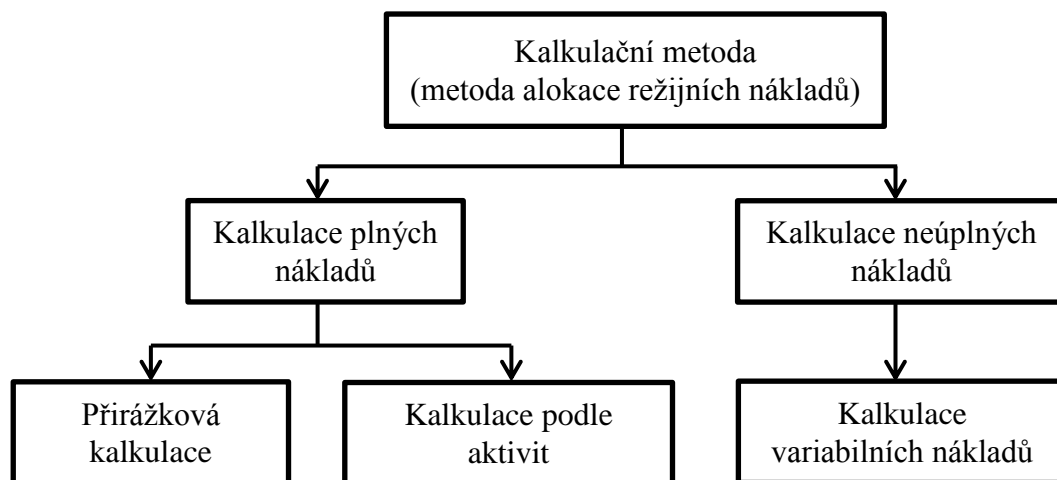 Kalkulační metoda
(metoda alokace režijních nákladů)
Kalkulace plných
nákladů
Kalkulace neúplných
nákladů
Přirážková
kalkulace
Kalkulace podle
aktivit
Kalkulace
variabilních nákladů